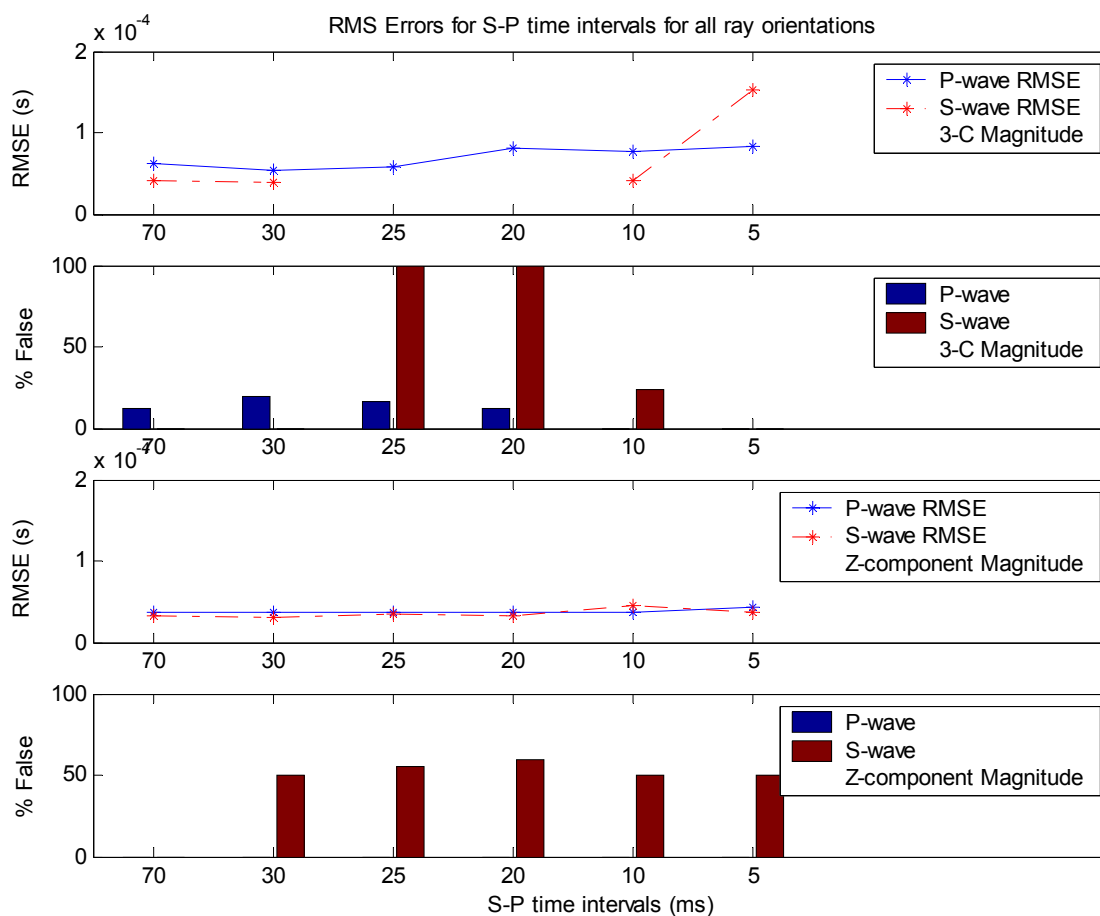 RMS Errors for S-P time intervals for all ray orientations
x 10^-4
2
1
0
RMSE (s)
70 30 25 20 10 5
P-wave RMSE
S-wave RMSE
3-C Magnitude
100
50
0
% False
70 30 25 20 10 5
P-wave
S-wave
3-C Magnitude
x 10^-4
2
1
0
RMSE (s)
70 30 25 20 10 5
P-wave RMSE
S-wave RMSE
Z-component Magnitude
100
50
0
% False
70 30 25 20 10 5
P-wave
S-wave
Z-component Magnitude
S-P time intervals (ms)